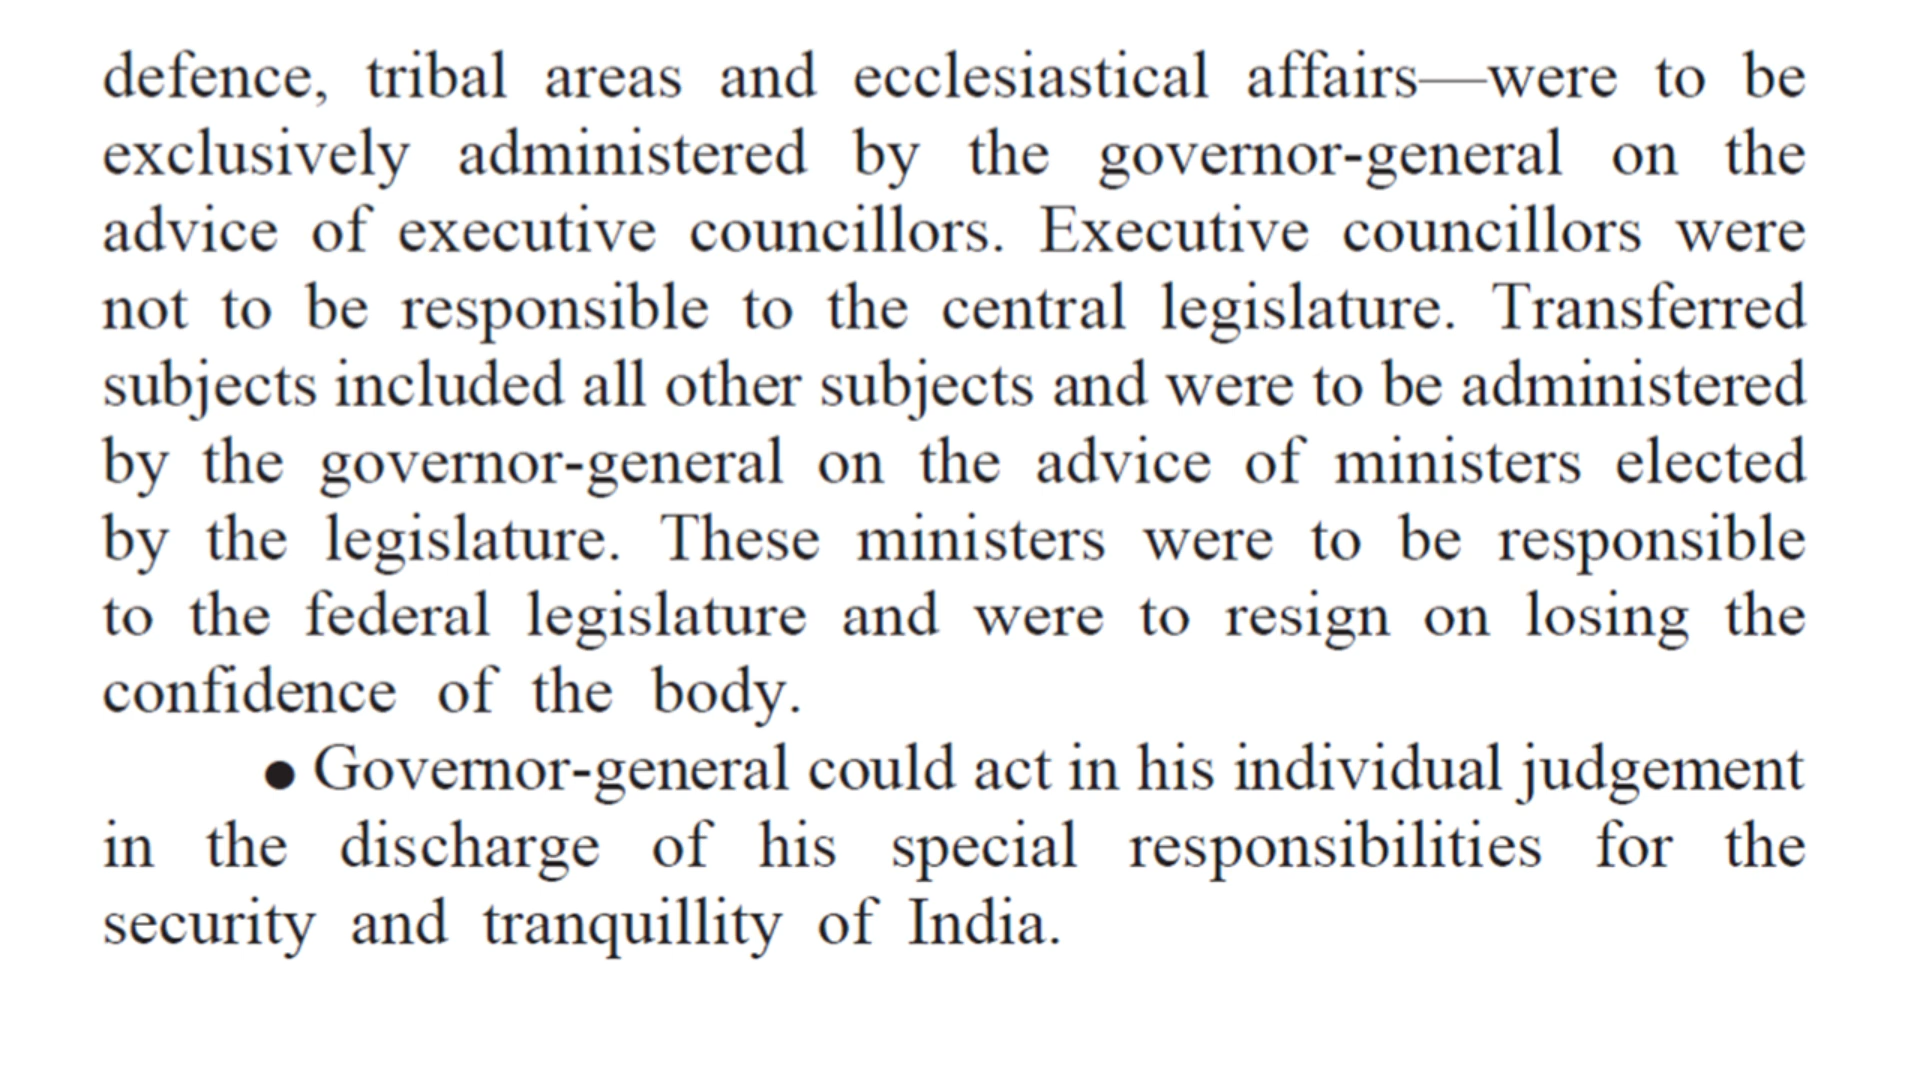 defence, tribal areas and ecclesiastical affairs—were to be
exclusively administered by the governor-general on the
advice of executive councillors. Executive councillors were
not to be responsible to the central legislature. Transferred
subjects included all other subjects and were to be administered
by the governor-general on the advice of ministers elected
by the legislature. These ministers were to be responsible
to the federal legislature and were to resign on losing the
confidence of the body.
● Governor-general could act in his individual judgement
in the discharge of his special responsibilities for the
security and tranquillity of India.